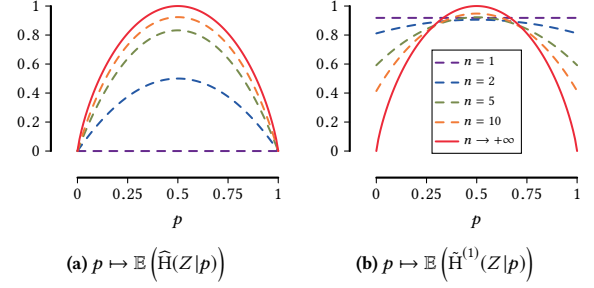 1
0.8
0.6
0.4
0.2
0
0 0.25 0.5 0.75 1
p
(a) p ↦ 𝔼 (Ĥ(Z|p))
1
0.8
0.6
0.4
0.2
0
n = 1
n = 2
n = 5
n = 10
n → +∞
0 0.25 0.5 0.75 1
p
(b) p ↦ 𝔼 (H̃⁽¹⁾(Z|p))